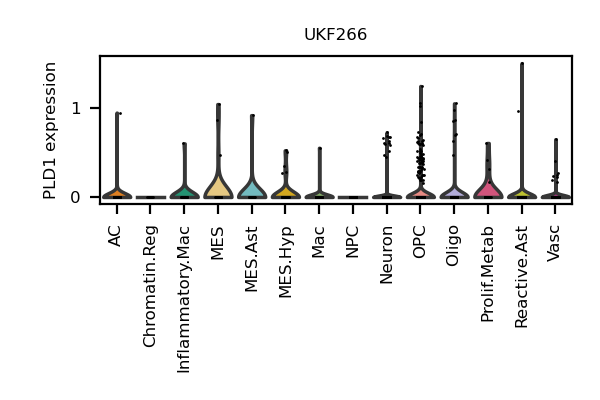 UKF266
PLD1 expression
1
0
AC
Chromatin.Reg
Inflammatory.Mac
MES
MES.Ast
MES.Hyp
Mac
NPC
Neuron
OPC
Oligo
Prolif.Metab
Reactive.Ast
Vasc